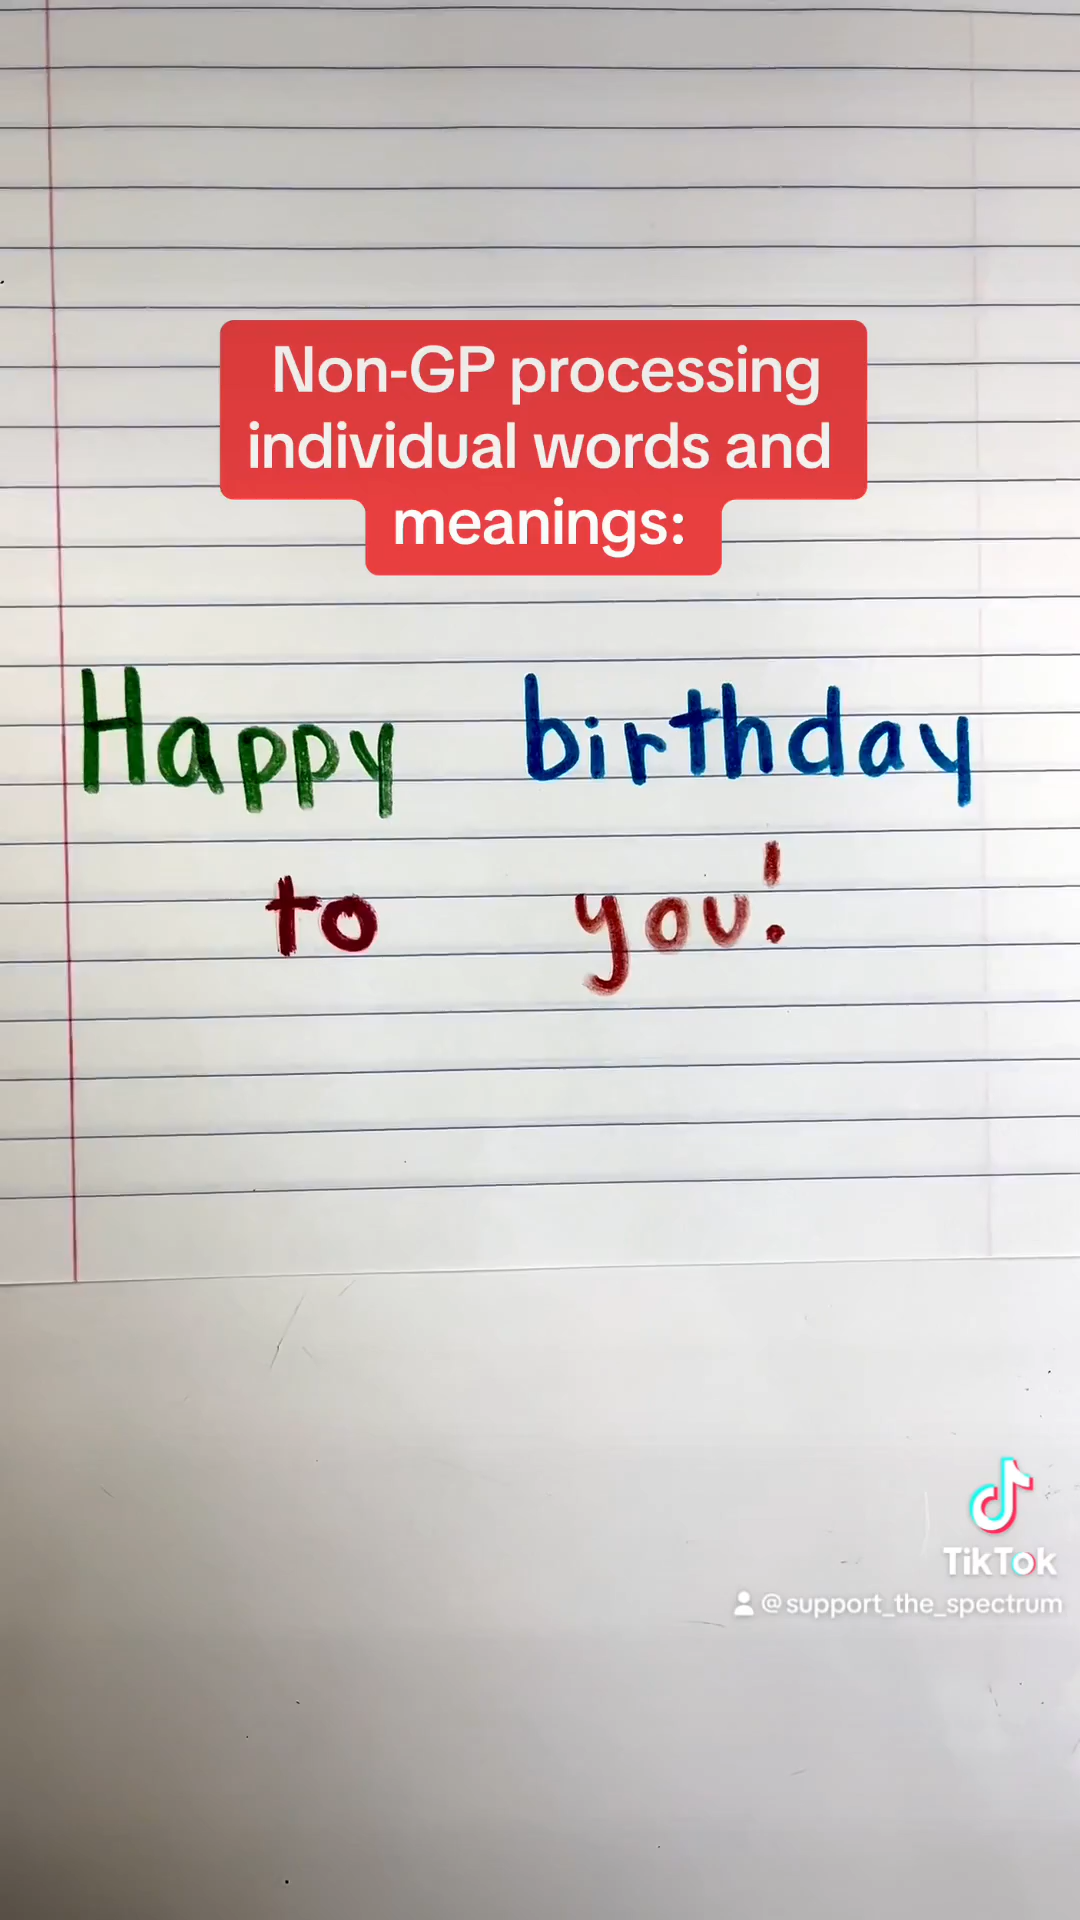 Non-GP processing
individual words and
meanings:
Happy birthday
to you!
TikTok
@support_the_spectrum